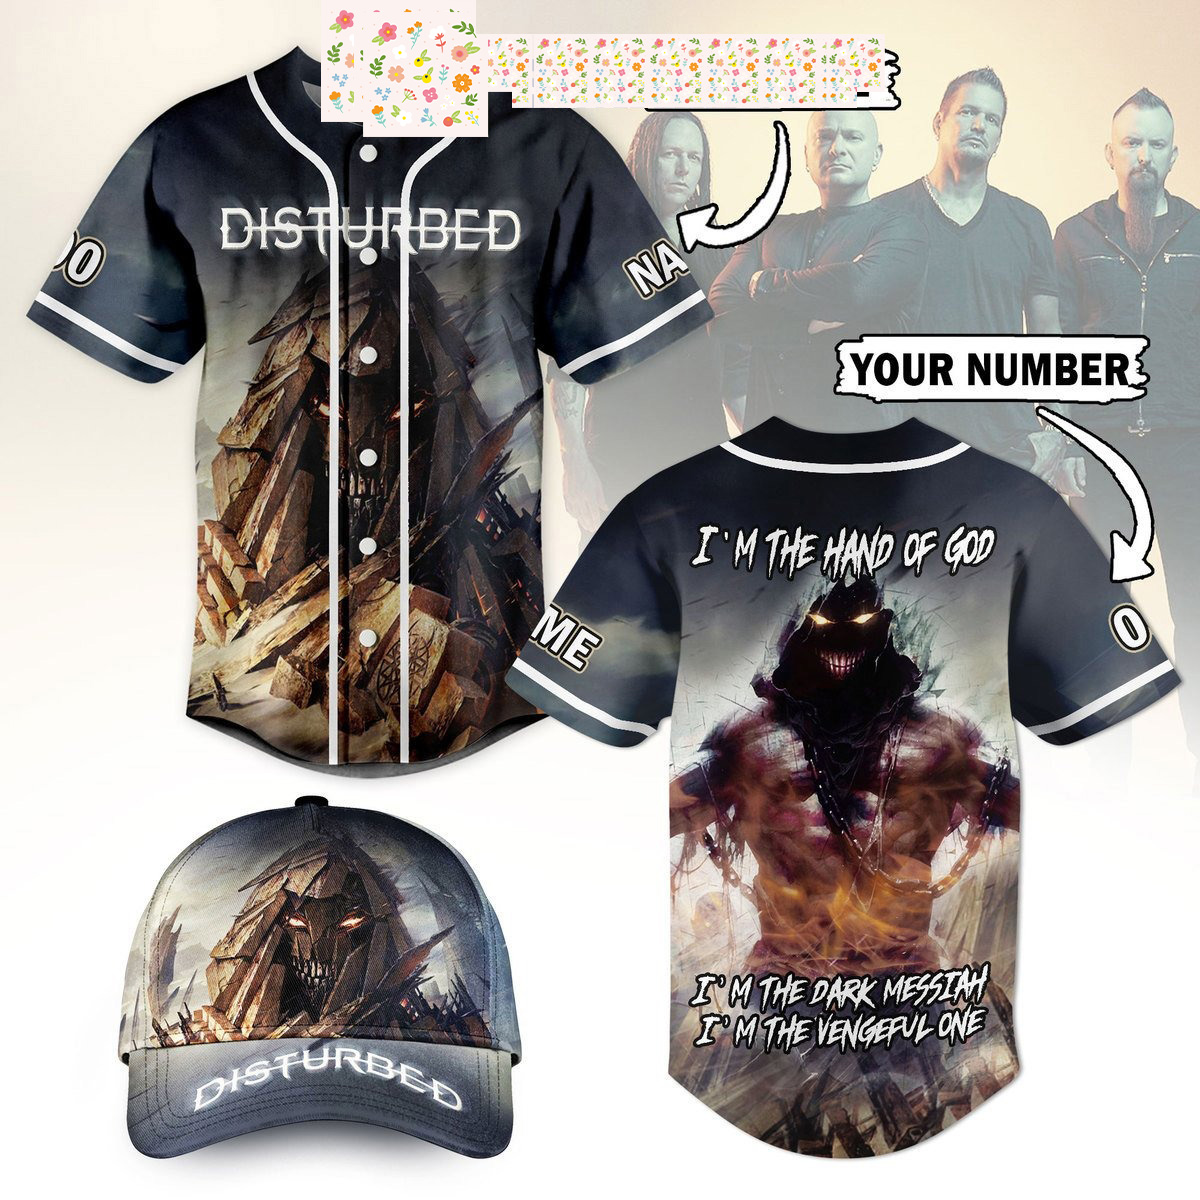 DISTURBED
00
NA
YOUR NUMBER
I'M THE HAND OF GOD
ME
0
I'M THE DARK MESSIAH
I'M THE VENGEFUL ONE
DISTURBED